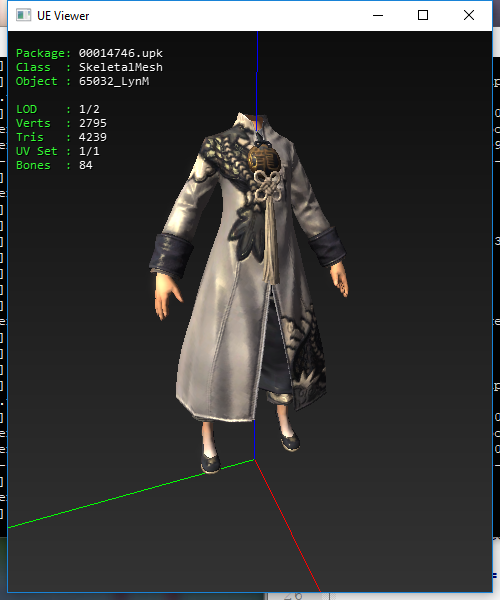 UE Viewer
Package: 00014746.upk
Class : SkeletalMesh
Object : 65032_LynM
LOD : 1/2
Verts : 2795
Tris : 4239
UV Set : 1/1
Bones : 84